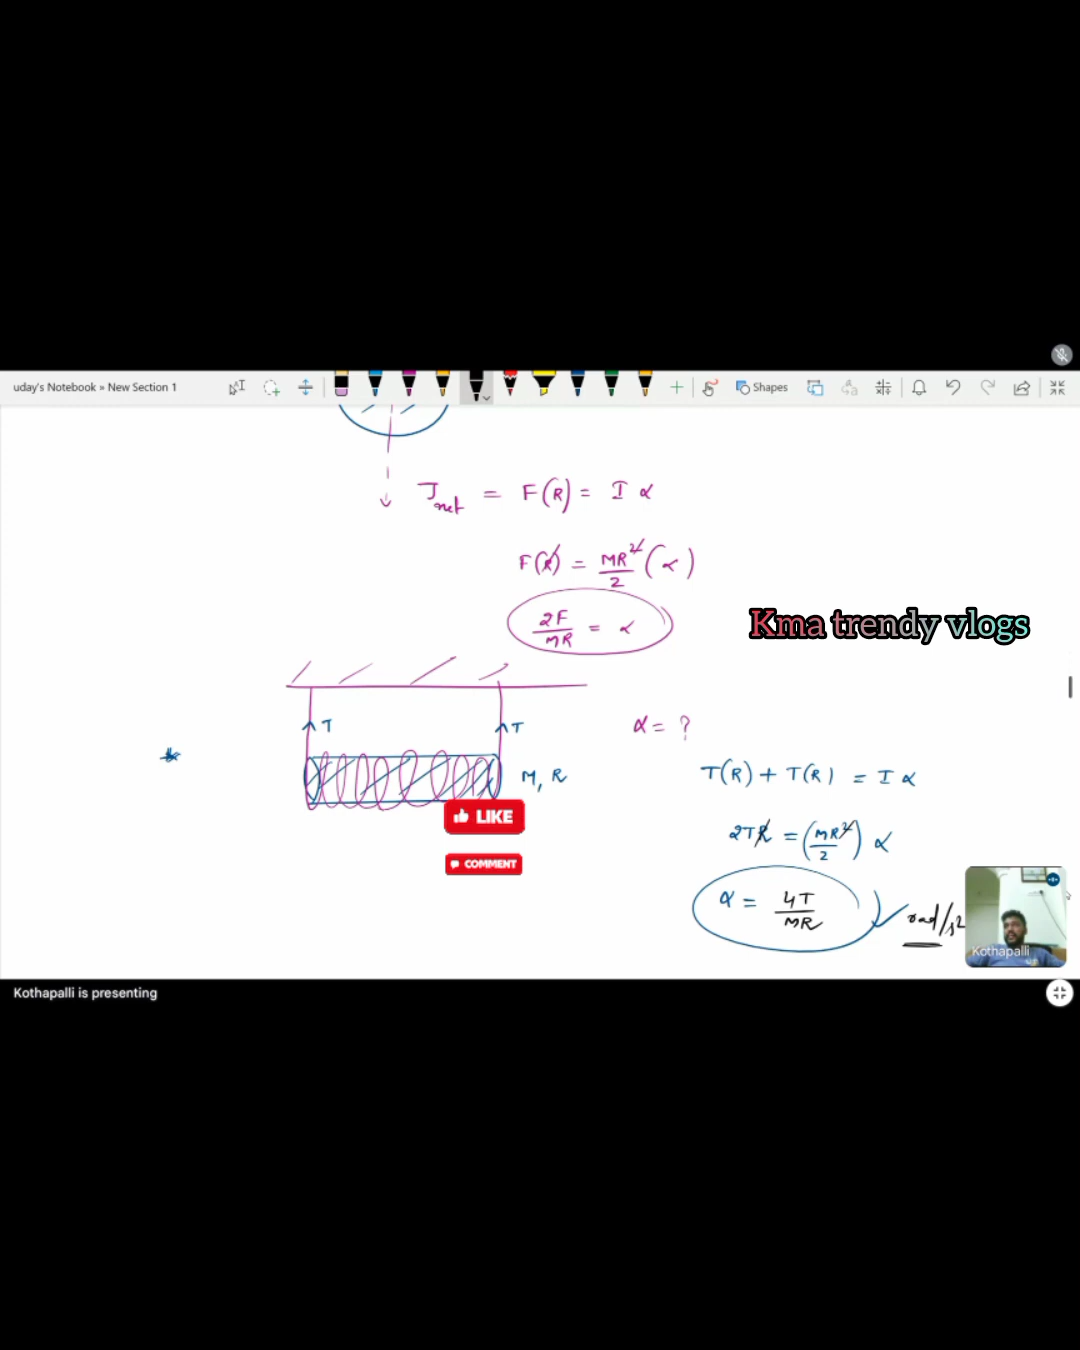 uday's Notebook » New Section 1
Shapes
τnet = F(R) = I α
F(R) = MR²/2 (α)
2F/MR = α
Kma trendy vlogs
T T
α = ?
M, R
T(R) + T(R) = I α
2TR = (MR²/2) α
α = 4T/MR rad/s²
LIKE
COMMENT
Kothapalli
Kothapalli is presenting